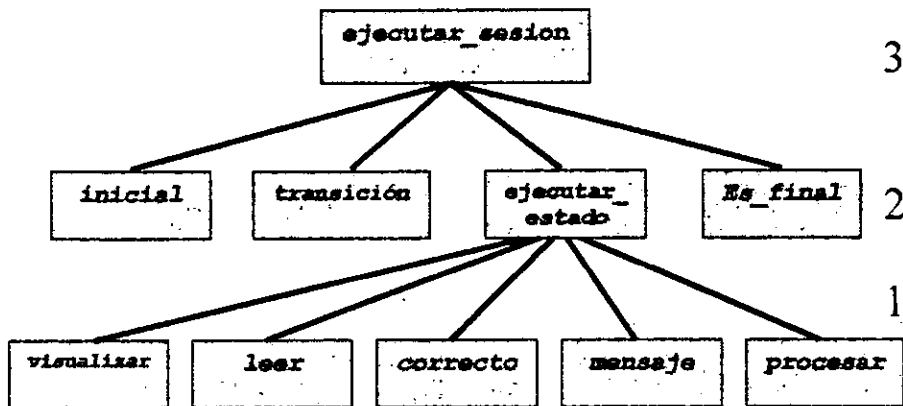 ejecutar_sesion
3
inicial
transición
ejecutar_
estado
Es_final
2
1
visualizar
leer
correcto
mensaje
procesar